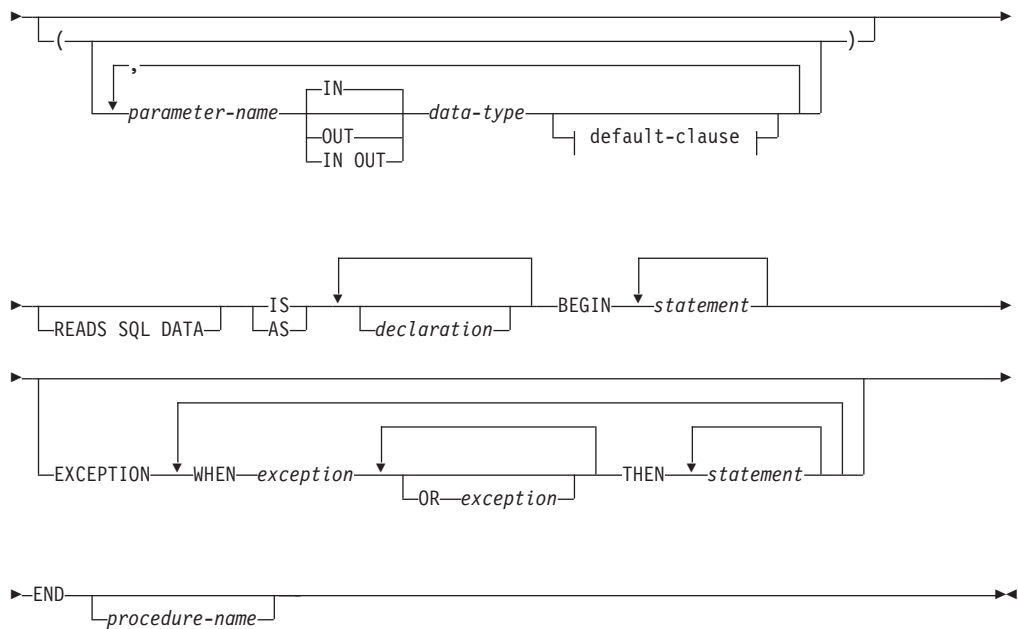 ( )
,
IN
parameter-name data-type
OUT default-clause
IN OUT
IS BEGIN statement
READS SQL DATA AS declaration
EXCEPTION WHEN exception THEN statement
OR exception
END
procedure-name